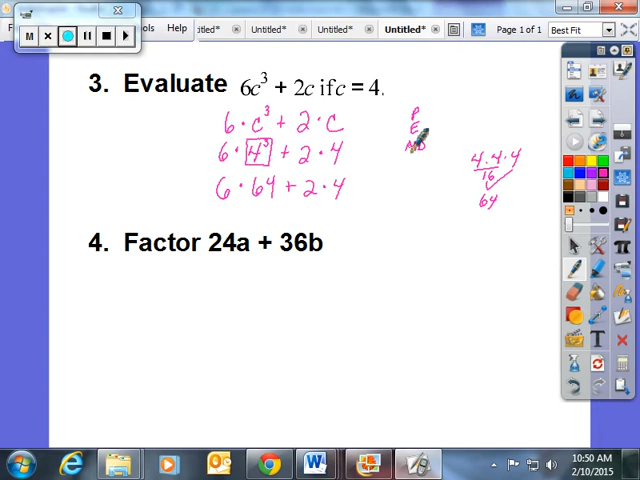 M
ltled*
Untitled*
Untitled*
Untitled*
Page 1 of 1
Best Fit
Help
3. Evaluate 6c³ + 2c if c = 4.
6 · c³ + 2 · c
6 · 4³ + 2 · 4
6 · 64 + 2 · 4
P
E
MD
4 · 4 · 4
16
64
4. Factor 24a + 36b
10:50 AM
2/10/2015